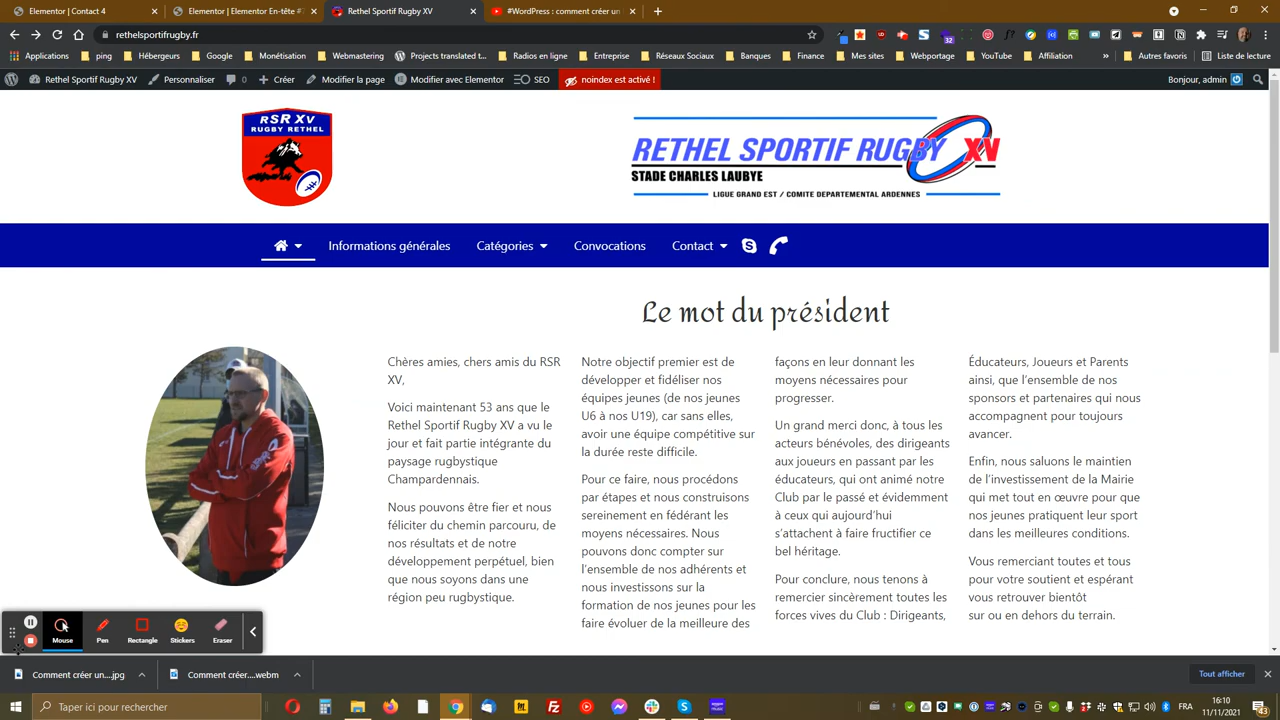 Elementor | Contact 4
Elementor | Elementor En-tête #
Rethel Sportif Rugby XV
#WordPress : comment créer un
rethelsportifrugby.fr
Applications
ping
Hébergeurs
Google
Monétisation
Webmastering
Projects translated t...
Radios en ligne
Entreprise
Réseaux Sociaux
Banques
Finance
Mes sites
Webportage
YouTube
Affiliation
Autres favoris
Liste de lecture
Rethel Sportif Rugby XV
Personnaliser
0
Créer
Modifier la page
Modifier avec Elementor
SEO
noindex est activé !
Bonjour, admin
RSR XV
RUGBY RETHEL
RETHEL SPORTIF RUGBY XV
STADE CHARLES LAUBYE
LIGUE GRAND EST / COMITE DEPARTEMENTAL ARDENNES
Informations générales
Catégories
Convocations
Contact
Le mot du président
Chères amies, chers amis du RSR
XV,
Voici maintenant 53 ans que le
Rethel Sportif Rugby XV a vu le
jour et fait partie intégrante du
paysage rugbystique
Champardennais.
Nous pouvons être fier et nous
féliciter du chemin parcouru, de
nos résultats et de notre
développement perpétuel, bien
que nous soyons dans une
région peu rugbystique.
Notre objectif premier est de
développer et fidéliser nos
équipes jeunes (de nos jeunes
U6 à nos U19), car sans elles,
avoir une équipe compétitive sur
la durée reste difficile.
Pour ce faire, nous procédons
par étapes et nous construisons
sereinement en fédérant les
moyens nécessaires. Nous
pouvons donc compter sur
l'ensemble de nos adhérents et
nous investissons sur la
formation de nos jeunes pour les
faire évoluer de la meilleure des
façons en leur donnant les
moyens nécessaires pour
progresser.
Un grand merci donc, à tous les
acteurs bénévoles, des dirigeants
aux joueurs en passant par les
éducateurs, qui ont animé notre
Club par le passé et évidemment
à ceux qui aujourd'hui
s'attachent à faire fructifier ce
bel héritage.
Pour conclure, nous tenons à
remercier sincèrement toutes les
forces vives du Club : Dirigeants,
Éducateurs, Joueurs et Parents
ainsi, que l'ensemble de nos
sponsors et partenaires qui nous
accompagnent pour toujours
avancer.
Enfin, nous saluons le maintien
de l'investissement de la Mairie
qui met tout en œuvre pour que
nos jeunes pratiquent leur sport
dans les meilleures conditions.
Vous remerciant toutes et tous
pour votre soutient et espérant
vous retrouver bientôt
sur ou en dehors du terrain.
Mouse
Pen
Rectangle
Stickers
Eraser
Comment créer un....jpg
Comment créer....webm
Tout afficher
Taper ici pour rechercher
FRA
16:10
11/11/2021